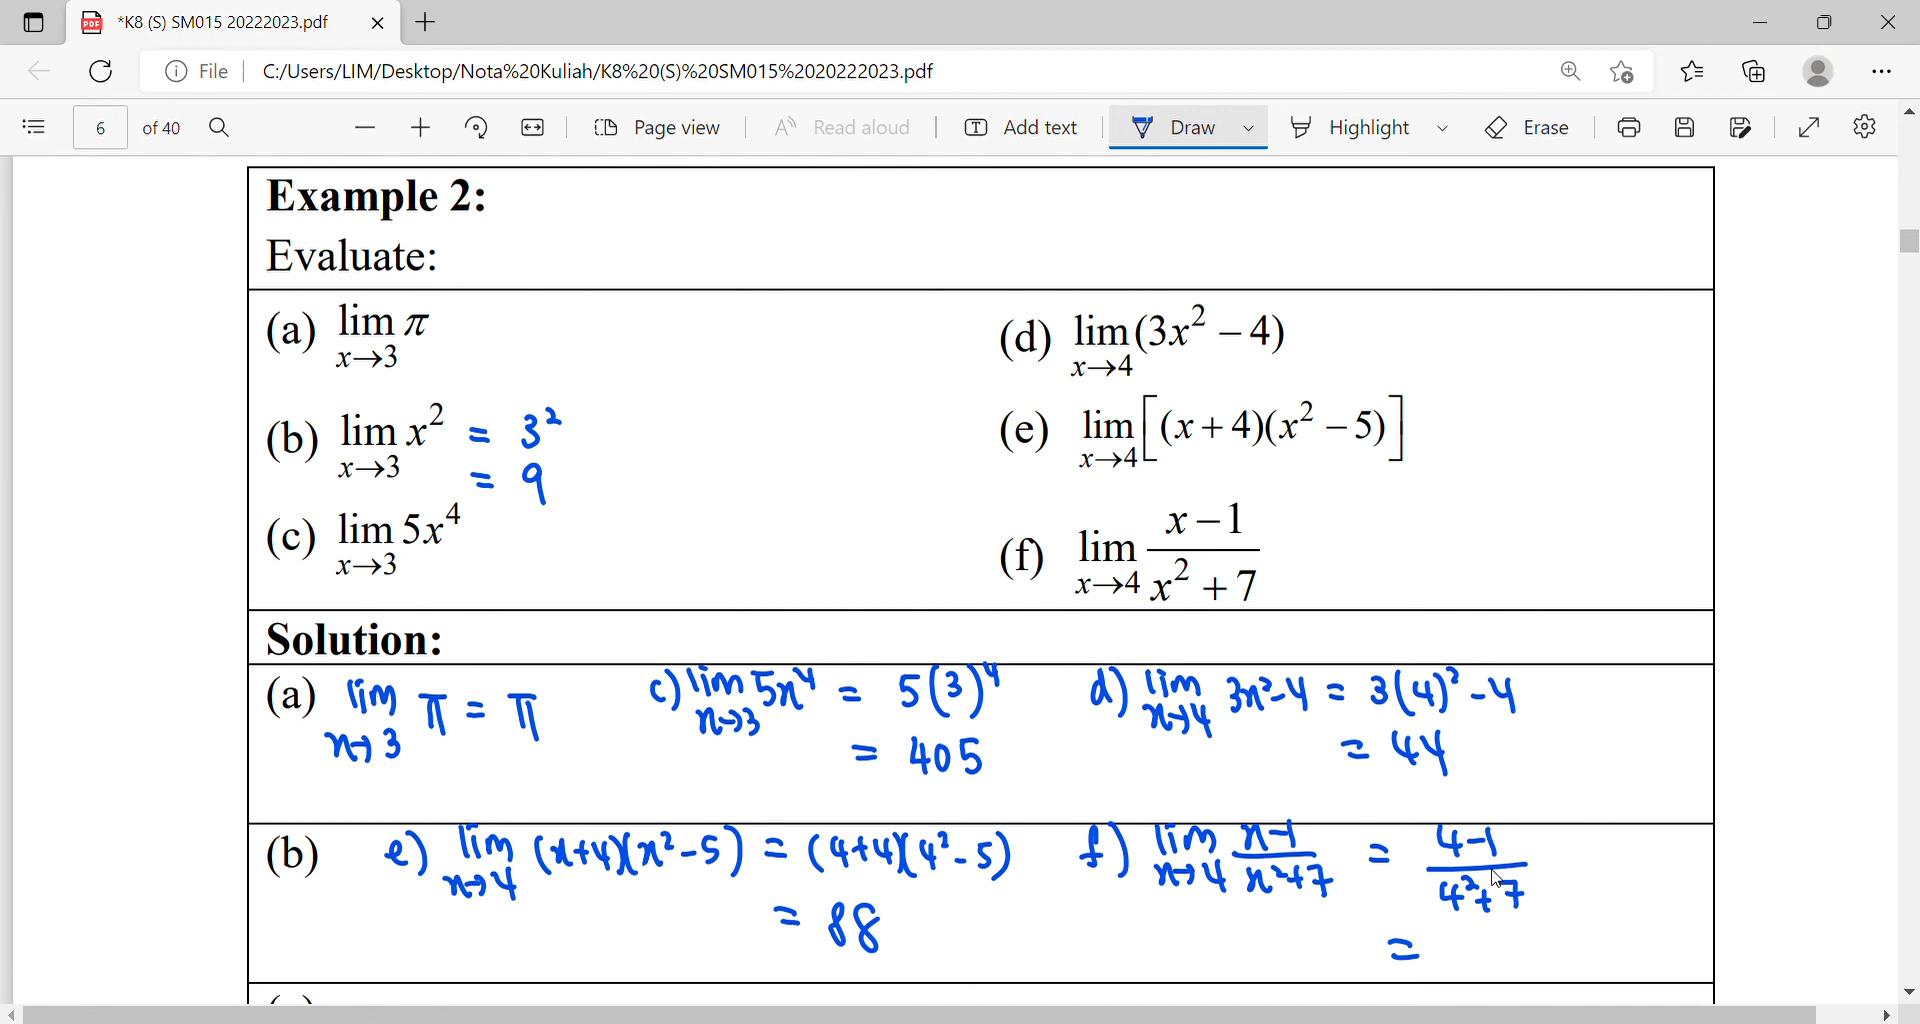 *K8 (S) SM015 20222023.pdf
File C:/Users/LIM/Desktop/Nota%20Kuliah/K8%20(S)%20SM015%2020222023.pdf
6 of 40 Page view Read aloud Add text Draw Highlight Erase
Example 2:
Evaluate:
(a) lim x→3 π
(d) lim x→4 (3x² − 4)
(b) lim x→3 x² = 3²
= 9
(e) lim x→4 [(x + 4)(x² − 5)]
(c) lim x→3 5x⁴
(f) lim x→4 (x − 1)/(x² + 7)
Solution:
(a) lim x→3 π = π
c) lim x→3 5x⁴ = 5(3)⁴
= 405
d) lim x→4 3x²-4 = 3(4)²-4
= 44
(b)
e) lim x→4 (x+4)(x²-5) = (4+4)(4²-5)
= 88
f) lim x→4 (x-1)/(x²+7) = (4-1)/(4²+7)
=